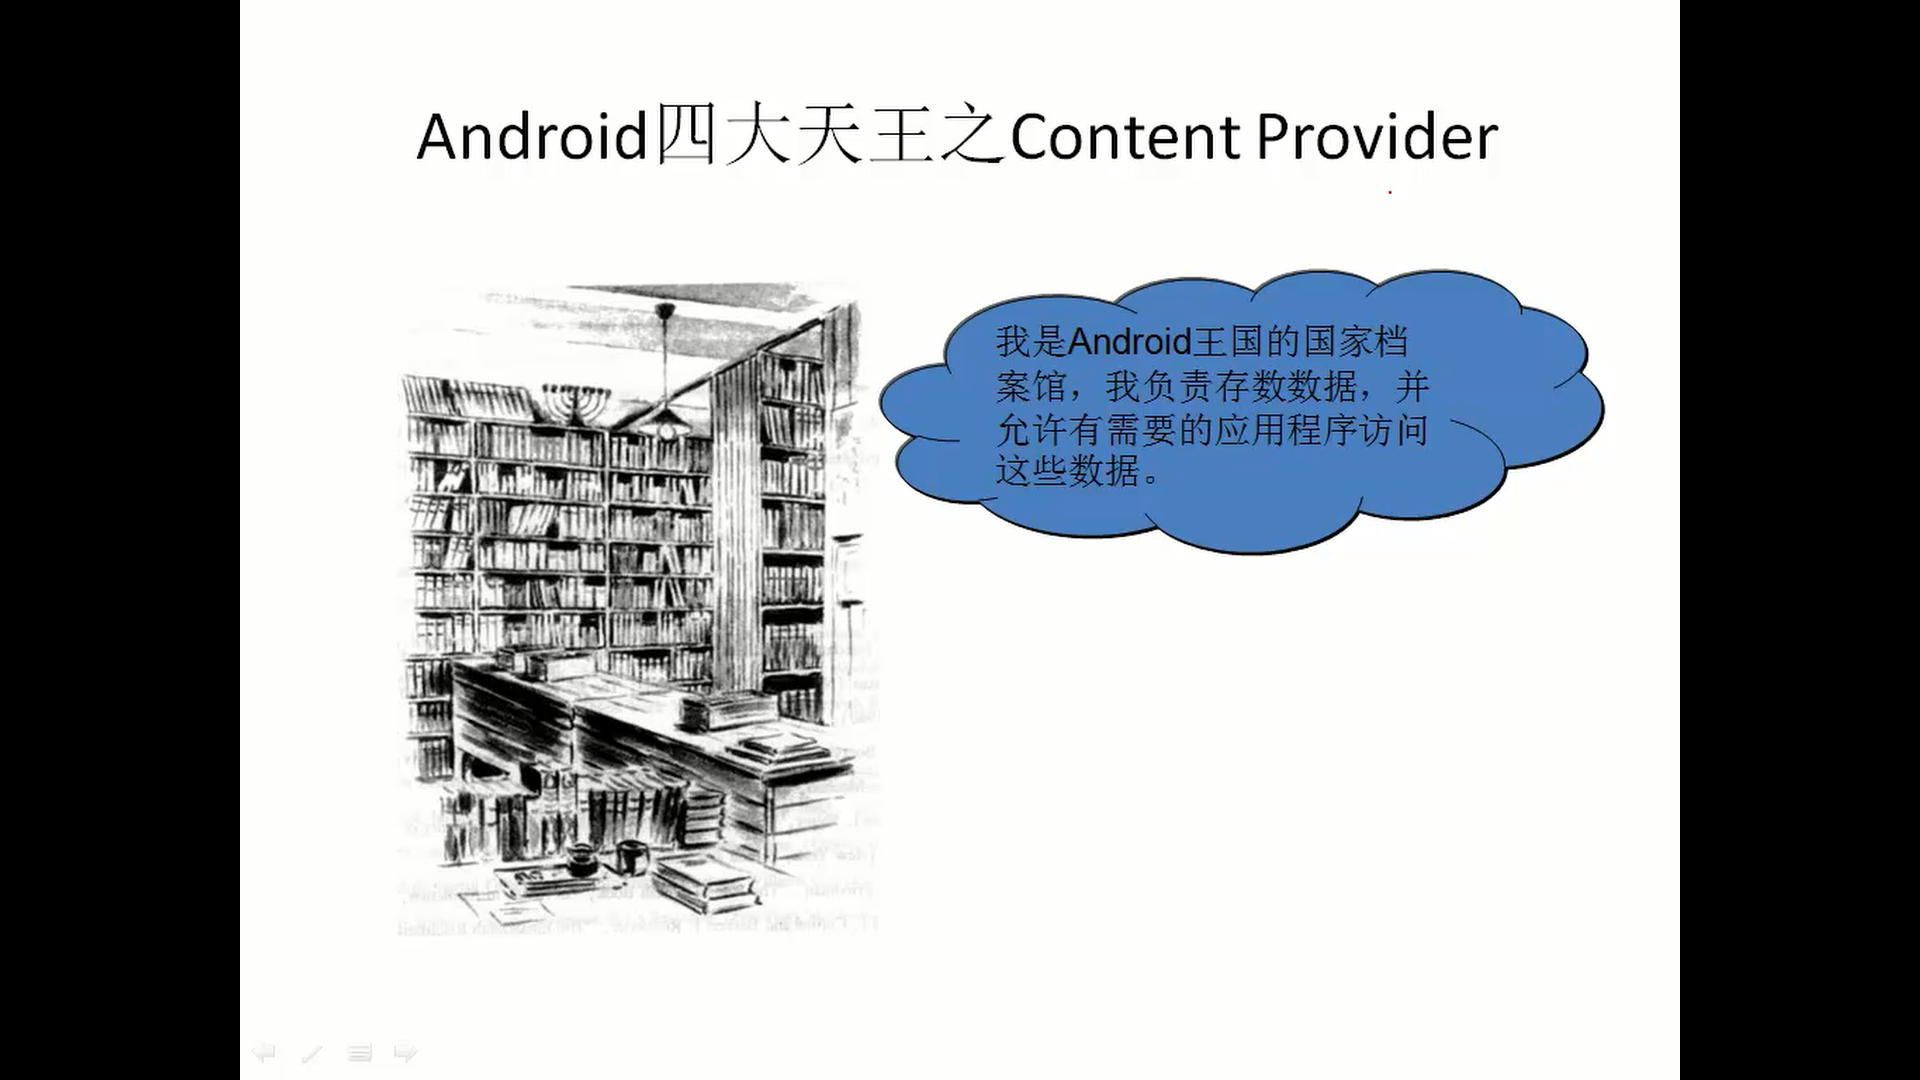 Android四大天王之Content Provider
我是Android王国的国家档
案馆，我负责存数数据，并
允许有需要的应用程序访问
这些数据。